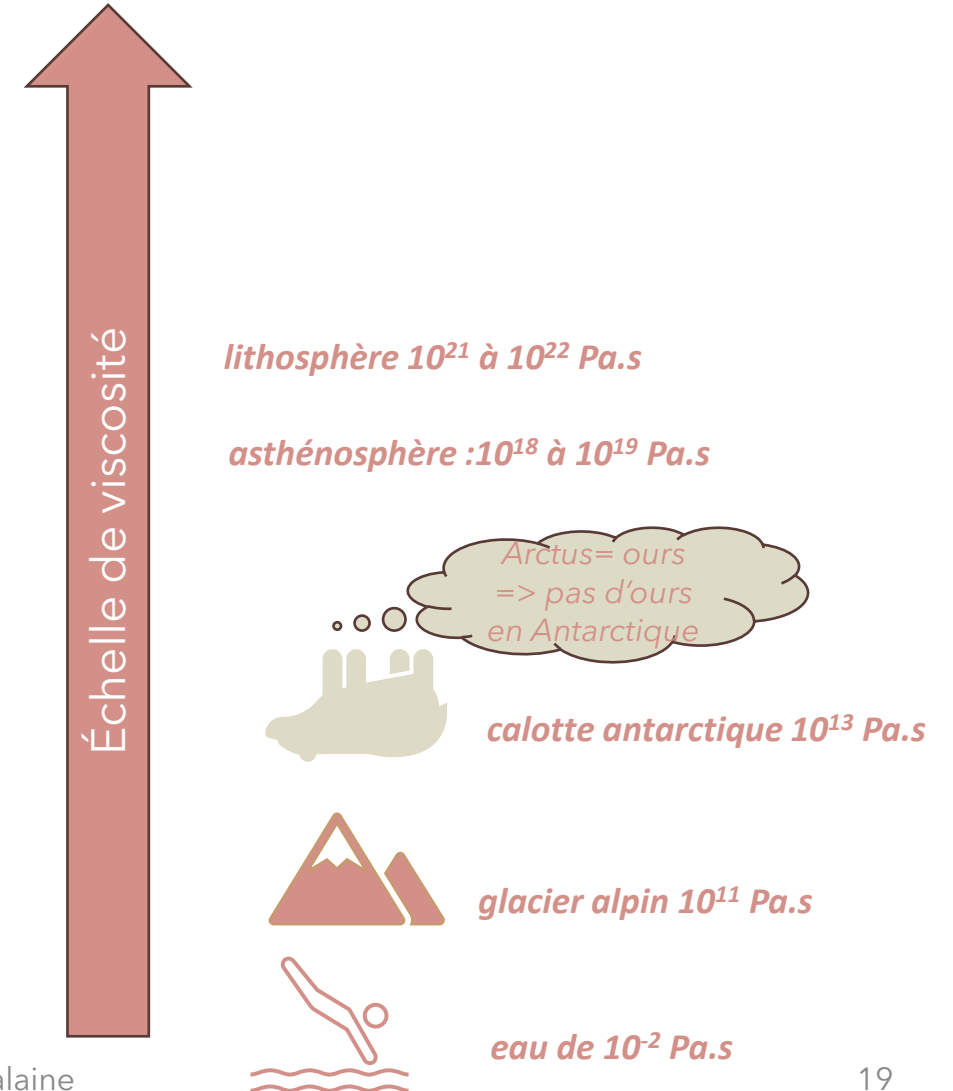 Échelle de viscosité
lithosphère 10²¹ à 10²² Pa.s
asthénosphère :10¹⁸ à 10¹⁹ Pa.s
Arctus= ours
=> pas d’ours
en Antarctique
calotte antarctique 10¹³ Pa.s
glacier alpin 10¹¹ Pa.s
eau de 10⁻² Pa.s
19